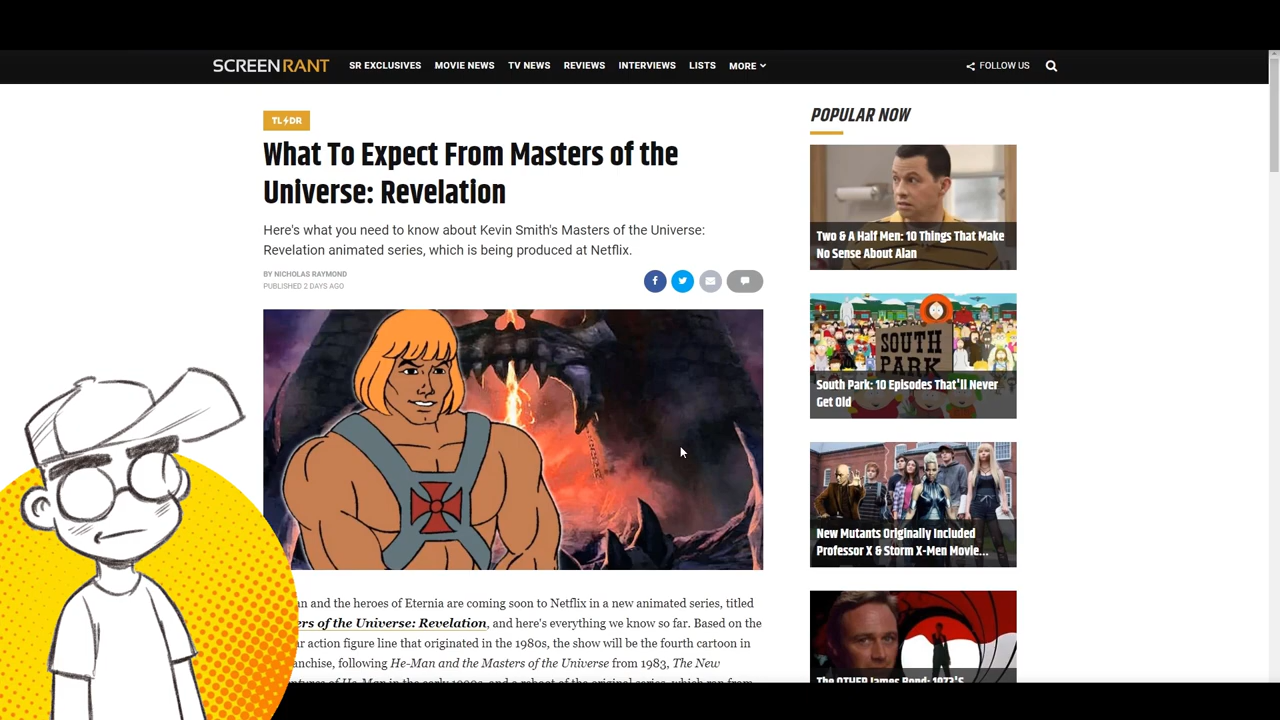 SCREENRANT
SR EXCLUSIVES MOVIE NEWS TV NEWS REVIEWS INTERVIEWS LISTS MORE
FOLLOW US
TL DR
What To Expect From Masters of the
Universe: Revelation
Here's what you need to know about Kevin Smith's Masters of the Universe:
Revelation animated series, which is being produced at Netflix.
BY NICHOLAS RAYMOND
PUBLISHED 2 DAYS AGO
and the heroes of Eternia are coming soon to Netflix in a new animated series, titled
of the Universe: Revelation, and here's everything we know so far. Based on the
action figure line that originated in the 1980s, the show will be the fourth cartoon in
following He-Man and the Masters of the Universe from 1983, The New
POPULAR NOW
Two & A Half Men: 10 Things That Make
No Sense About Alan
SOUTH
PARK
South Park: 10 Episodes That'll Never
Get Old
New Mutants Originally Included
Professor X & Storm X-Men Movie...
The OTHER James Bond: 1973'S